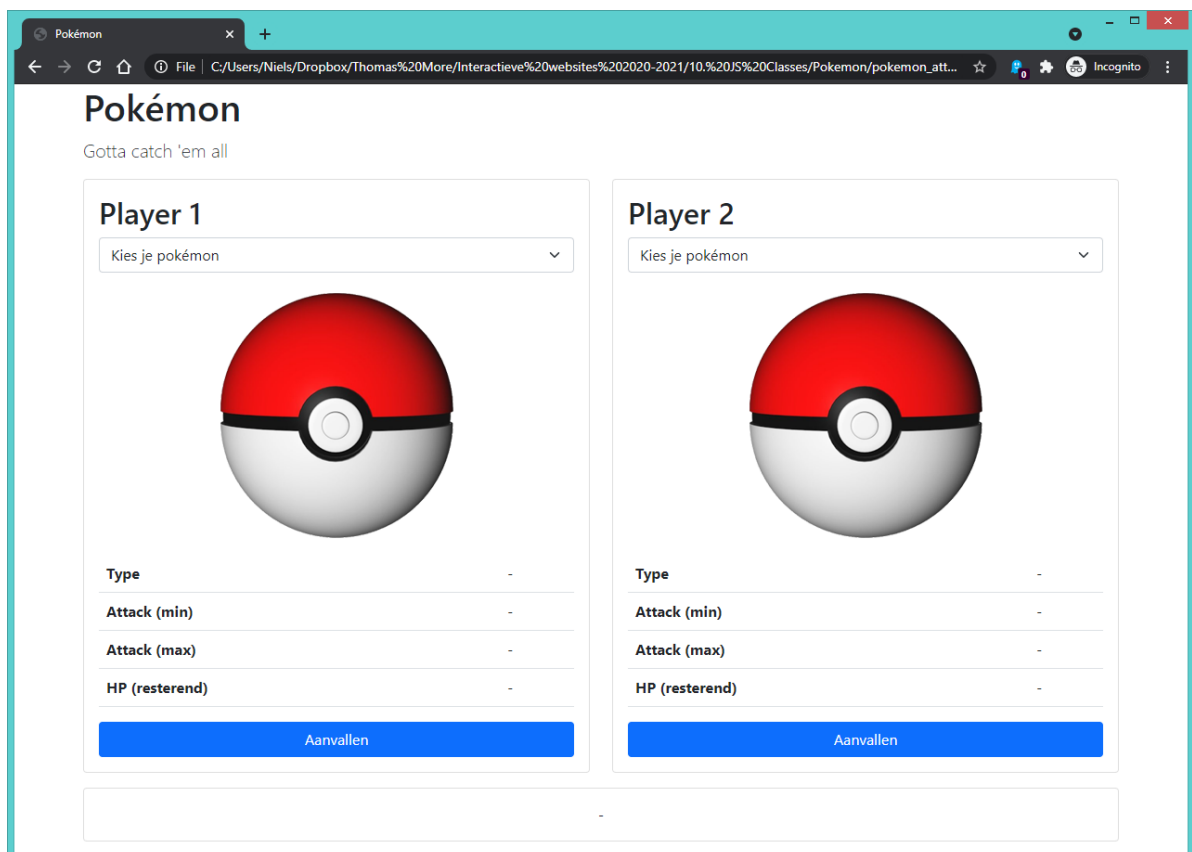 Pokémon
File C:/Users/Niels/Dropbox/Thomas%20More/Interactieve%20websites%202020-2021/10.%20JS%20Classes/Pokemon/pokemon_att... 0 Incognito
Pokémon
Gotta catch 'em all
Player 1
Kies je pokémon
Type -
Attack (min) -
Attack (max) -
HP (resterend) -
Aanvallen
Player 2
Kies je pokémon
Type -
Attack (min) -
Attack (max) -
HP (resterend) -
Aanvallen
-